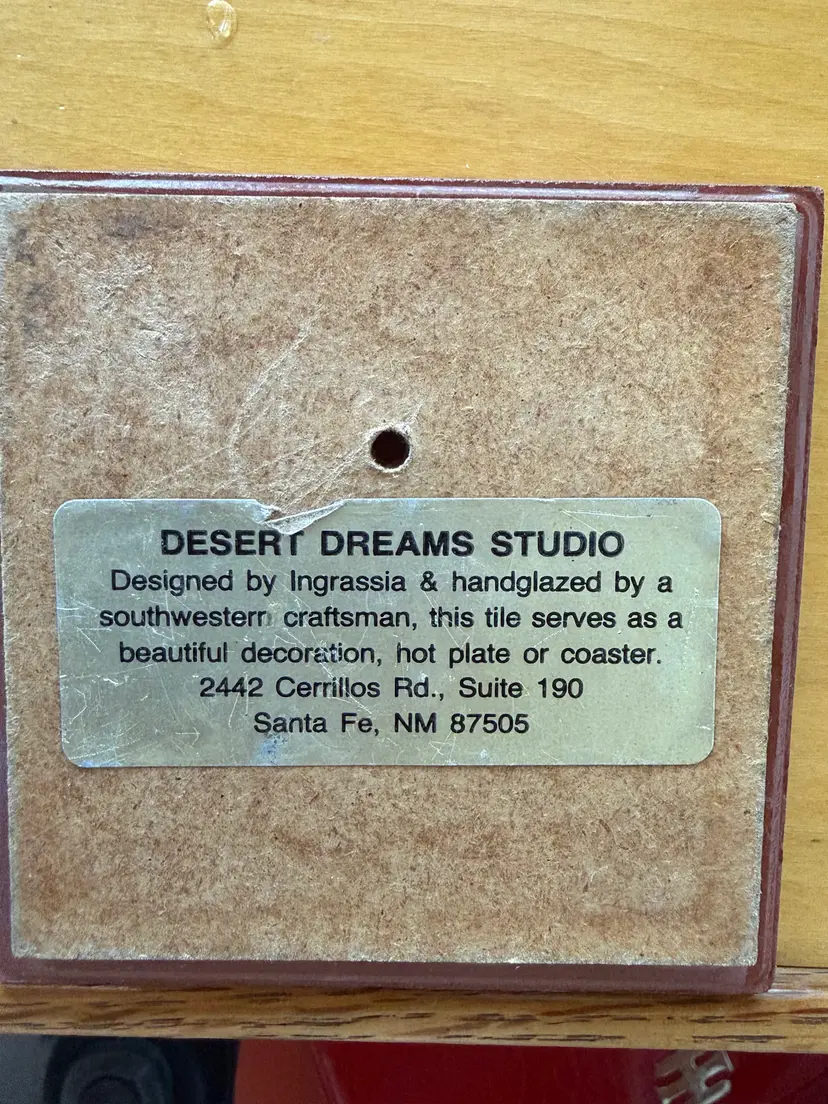 DESERT DREAMS STUDIO
Designed by Ingrassia & handglazed by a
southwestern craftsman, this tile serves as a
beautiful decoration, hot plate or coaster.
2442 Cerrillos Rd., Suite 190
Santa Fe, NM 87505